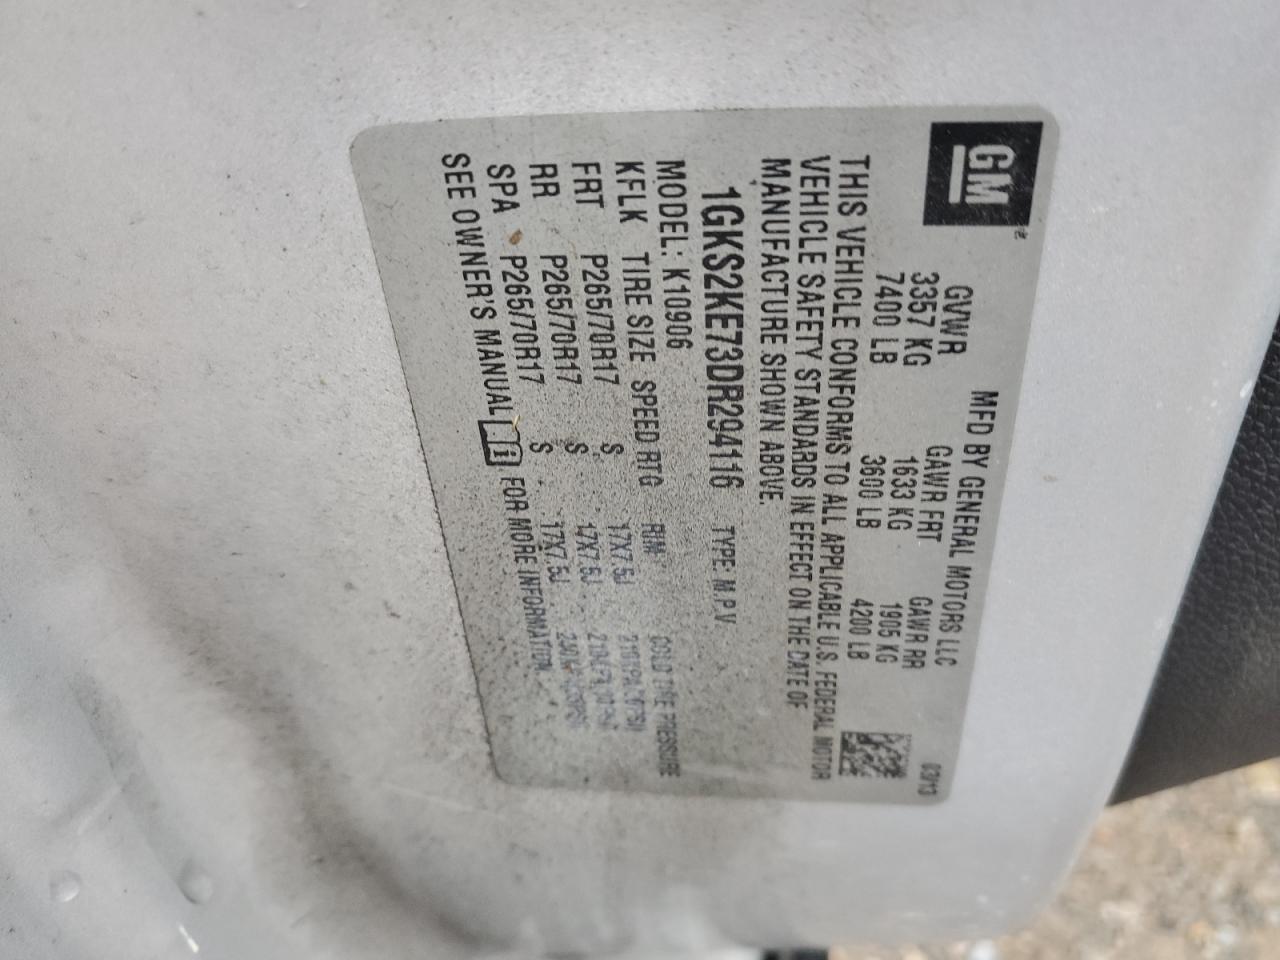 GM
MFD BY GENERAL MOTORS LLC 03/13
GVWR GAWR FRT GAWR RR
3357 KG 1633 KG 1905 KG
7400 LB 3600 LB 4200 LB
THIS VEHICLE CONFORMS TO ALL APPLICABLE U.S. FEDERAL MOTOR
VEHICLE SAFETY STANDARDS IN EFFECT ON THE DATE OF
MANUFACTURE SHOWN ABOVE.
1GKS2KE73DR294116 TYPE: M.P.V
MODEL: K10906
KFLK TIRE SIZE SPEED RTG RIM COLD TIRE PRESSURE
FRT P265/70R17 S 17X7.5J
RR P265/70R17 S 17X7.5J
SPA P265/70R17 S 17X7.5J
SEE OWNER'S MANUAL i FOR MORE INFORMATION